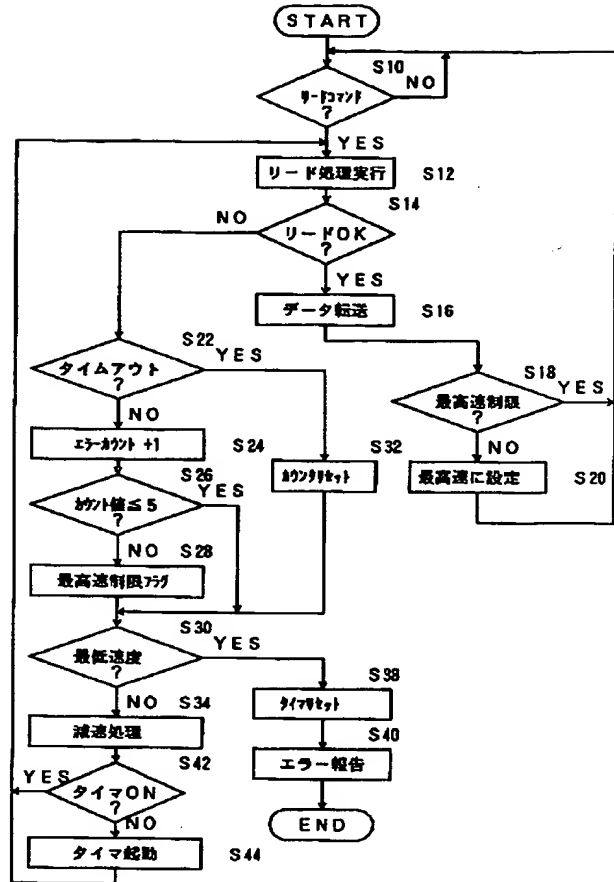 START
S10
リードコマンド
?
NO
YES
リード処理実行
S12
S14
NO
リードOK
?
YES
データ転送
S16
S22
YES
タイムアウト
?
NO
S18
YES
最高速制限
?
NO
エラーカウント +1
S24
S32
カウンタリセット
最高速に設定
S20
S26
YES
カウント値≦5
?
NO
S28
最高速制限フラグ
S30
YES
最低速度
?
NO
S34
減速処理
S38
タイマリセット
S40
エラー報告
END
S42
YES
タイマON
?
NO
タイマ起動
S44